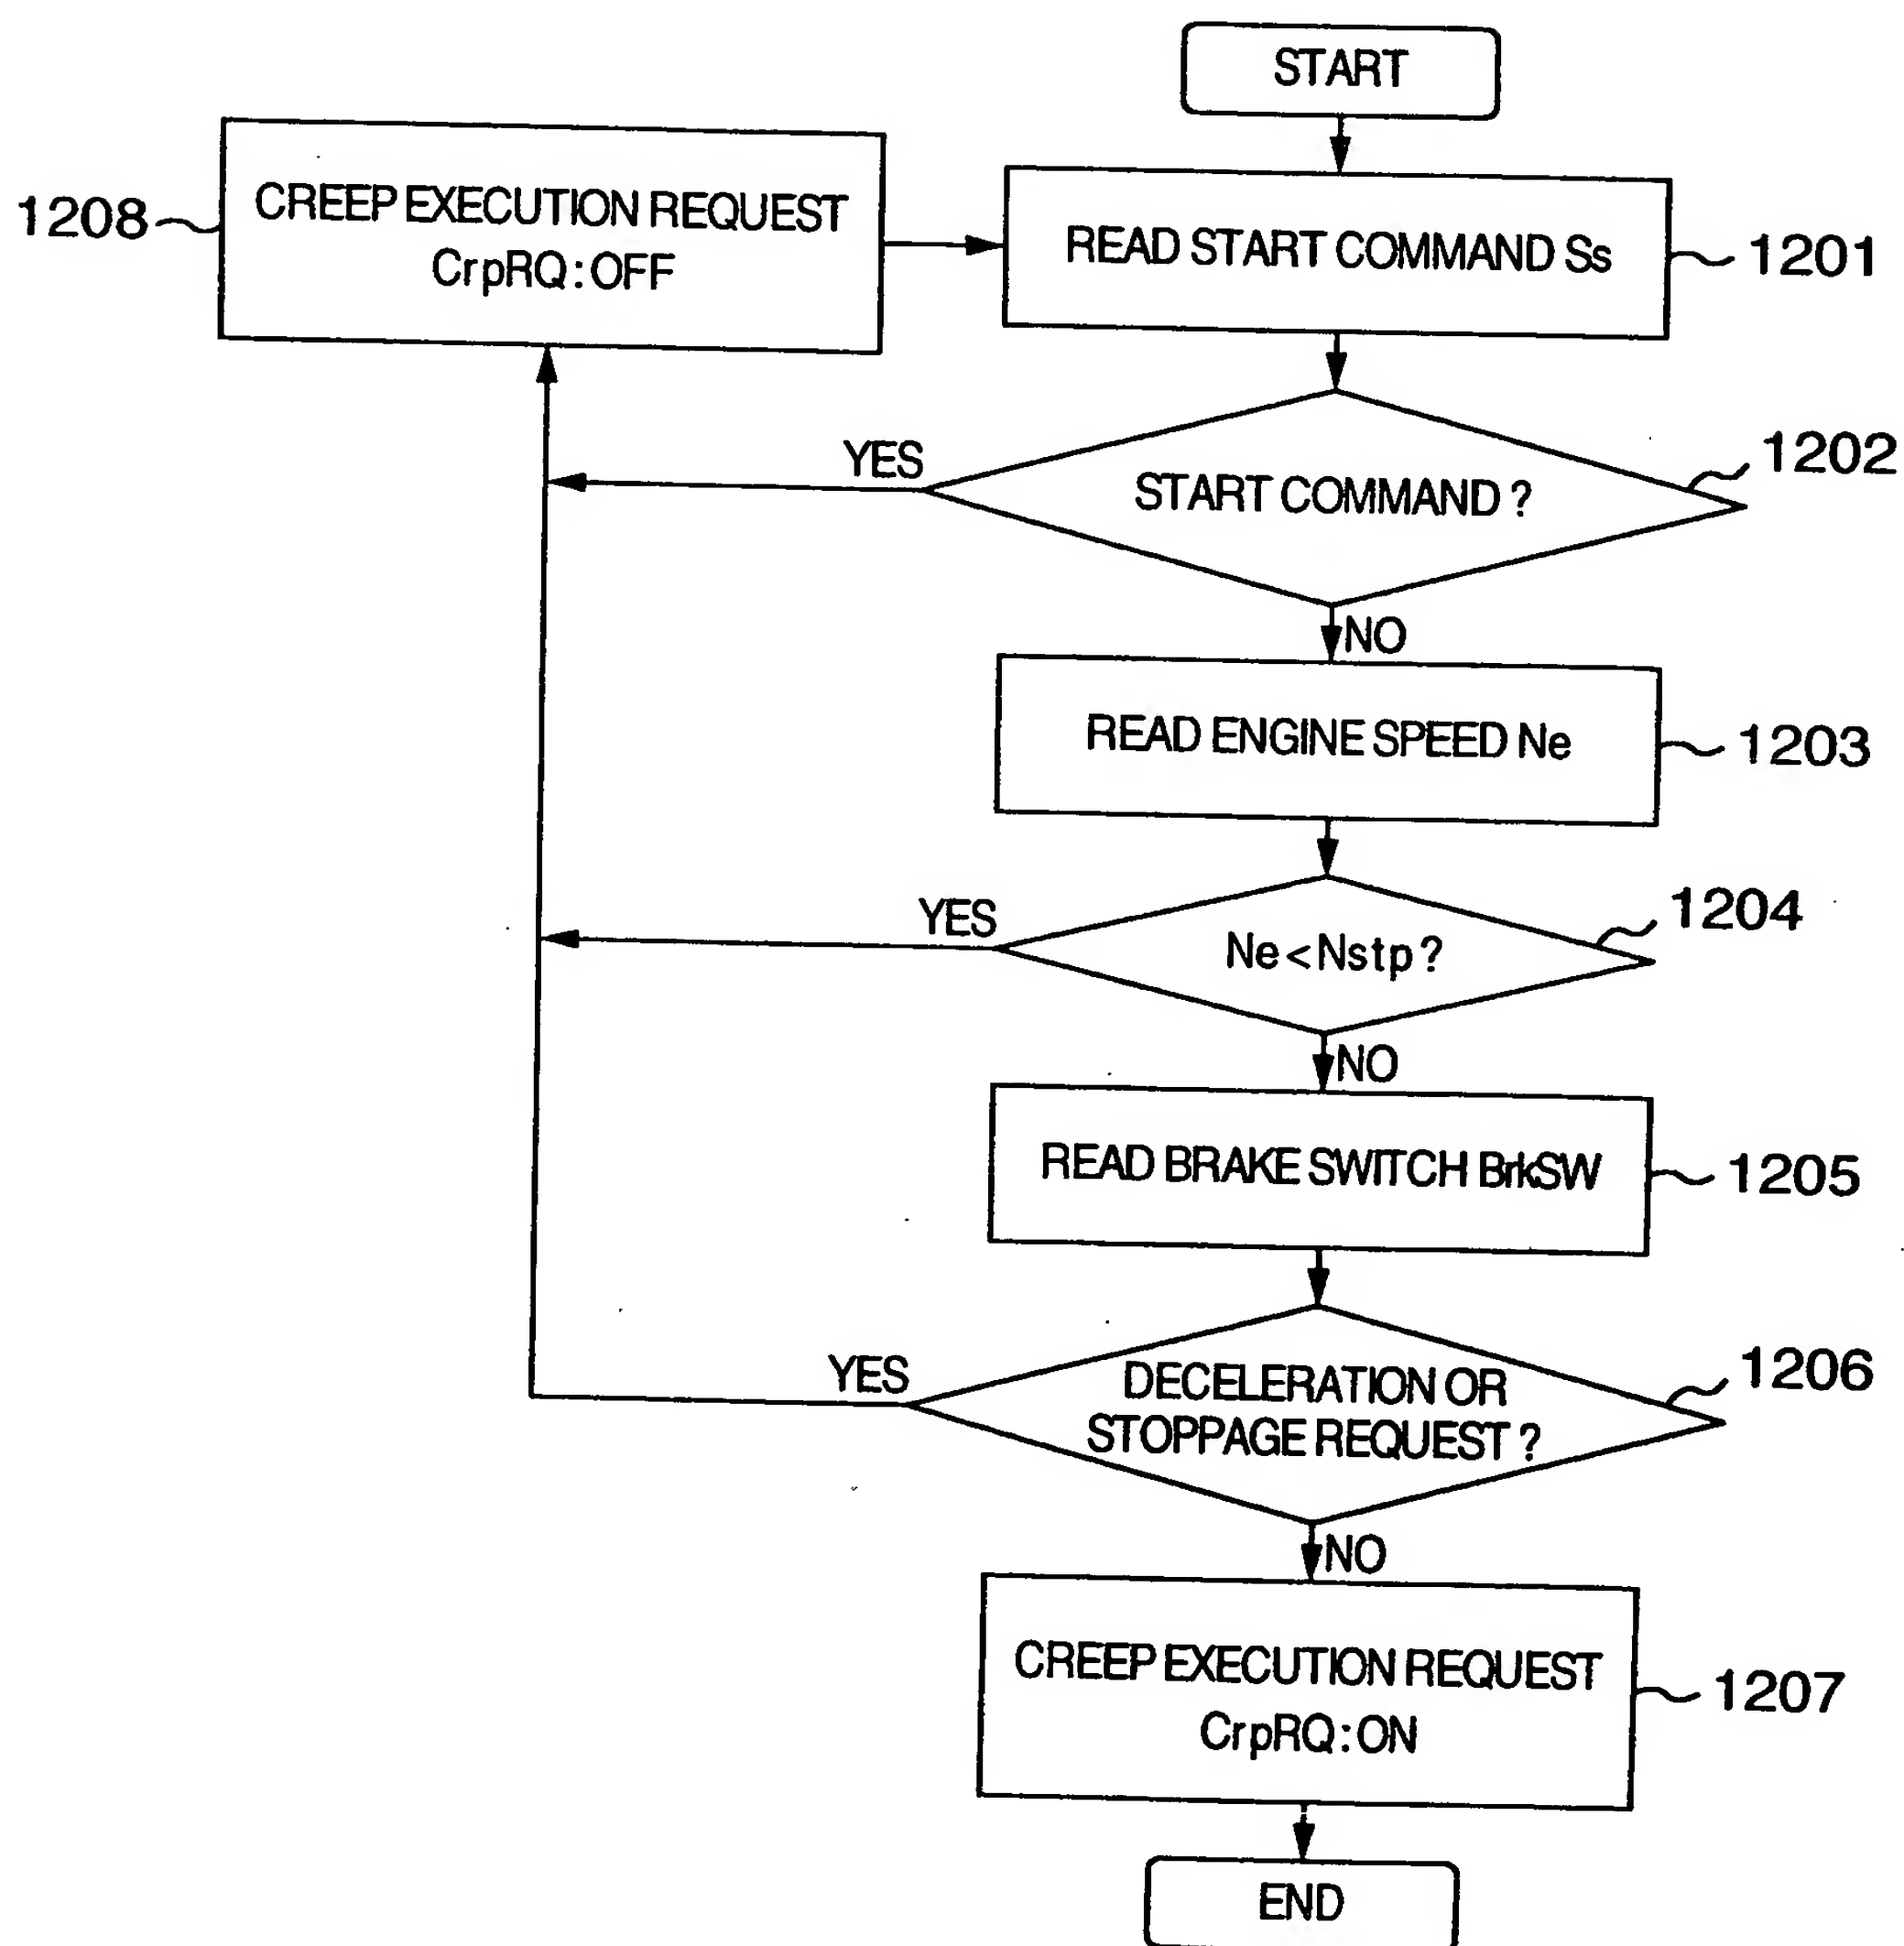 START
CREEP EXECUTION REQUEST
CrpRQ:OFF
1208
READ START COMMAND Ss
1201
YES
START COMMAND ?
1202
NO
READ ENGINE SPEED Ne
1203
YES
Ne<Nstp?
1204
NO
READ BRAKE SWITCH BrkSW
1205
YES
DECELERATION OR
STOPPAGE REQUEST ?
1206
NO
CREEP EXECUTION REQUEST
CrpRQ:ON
1207
END